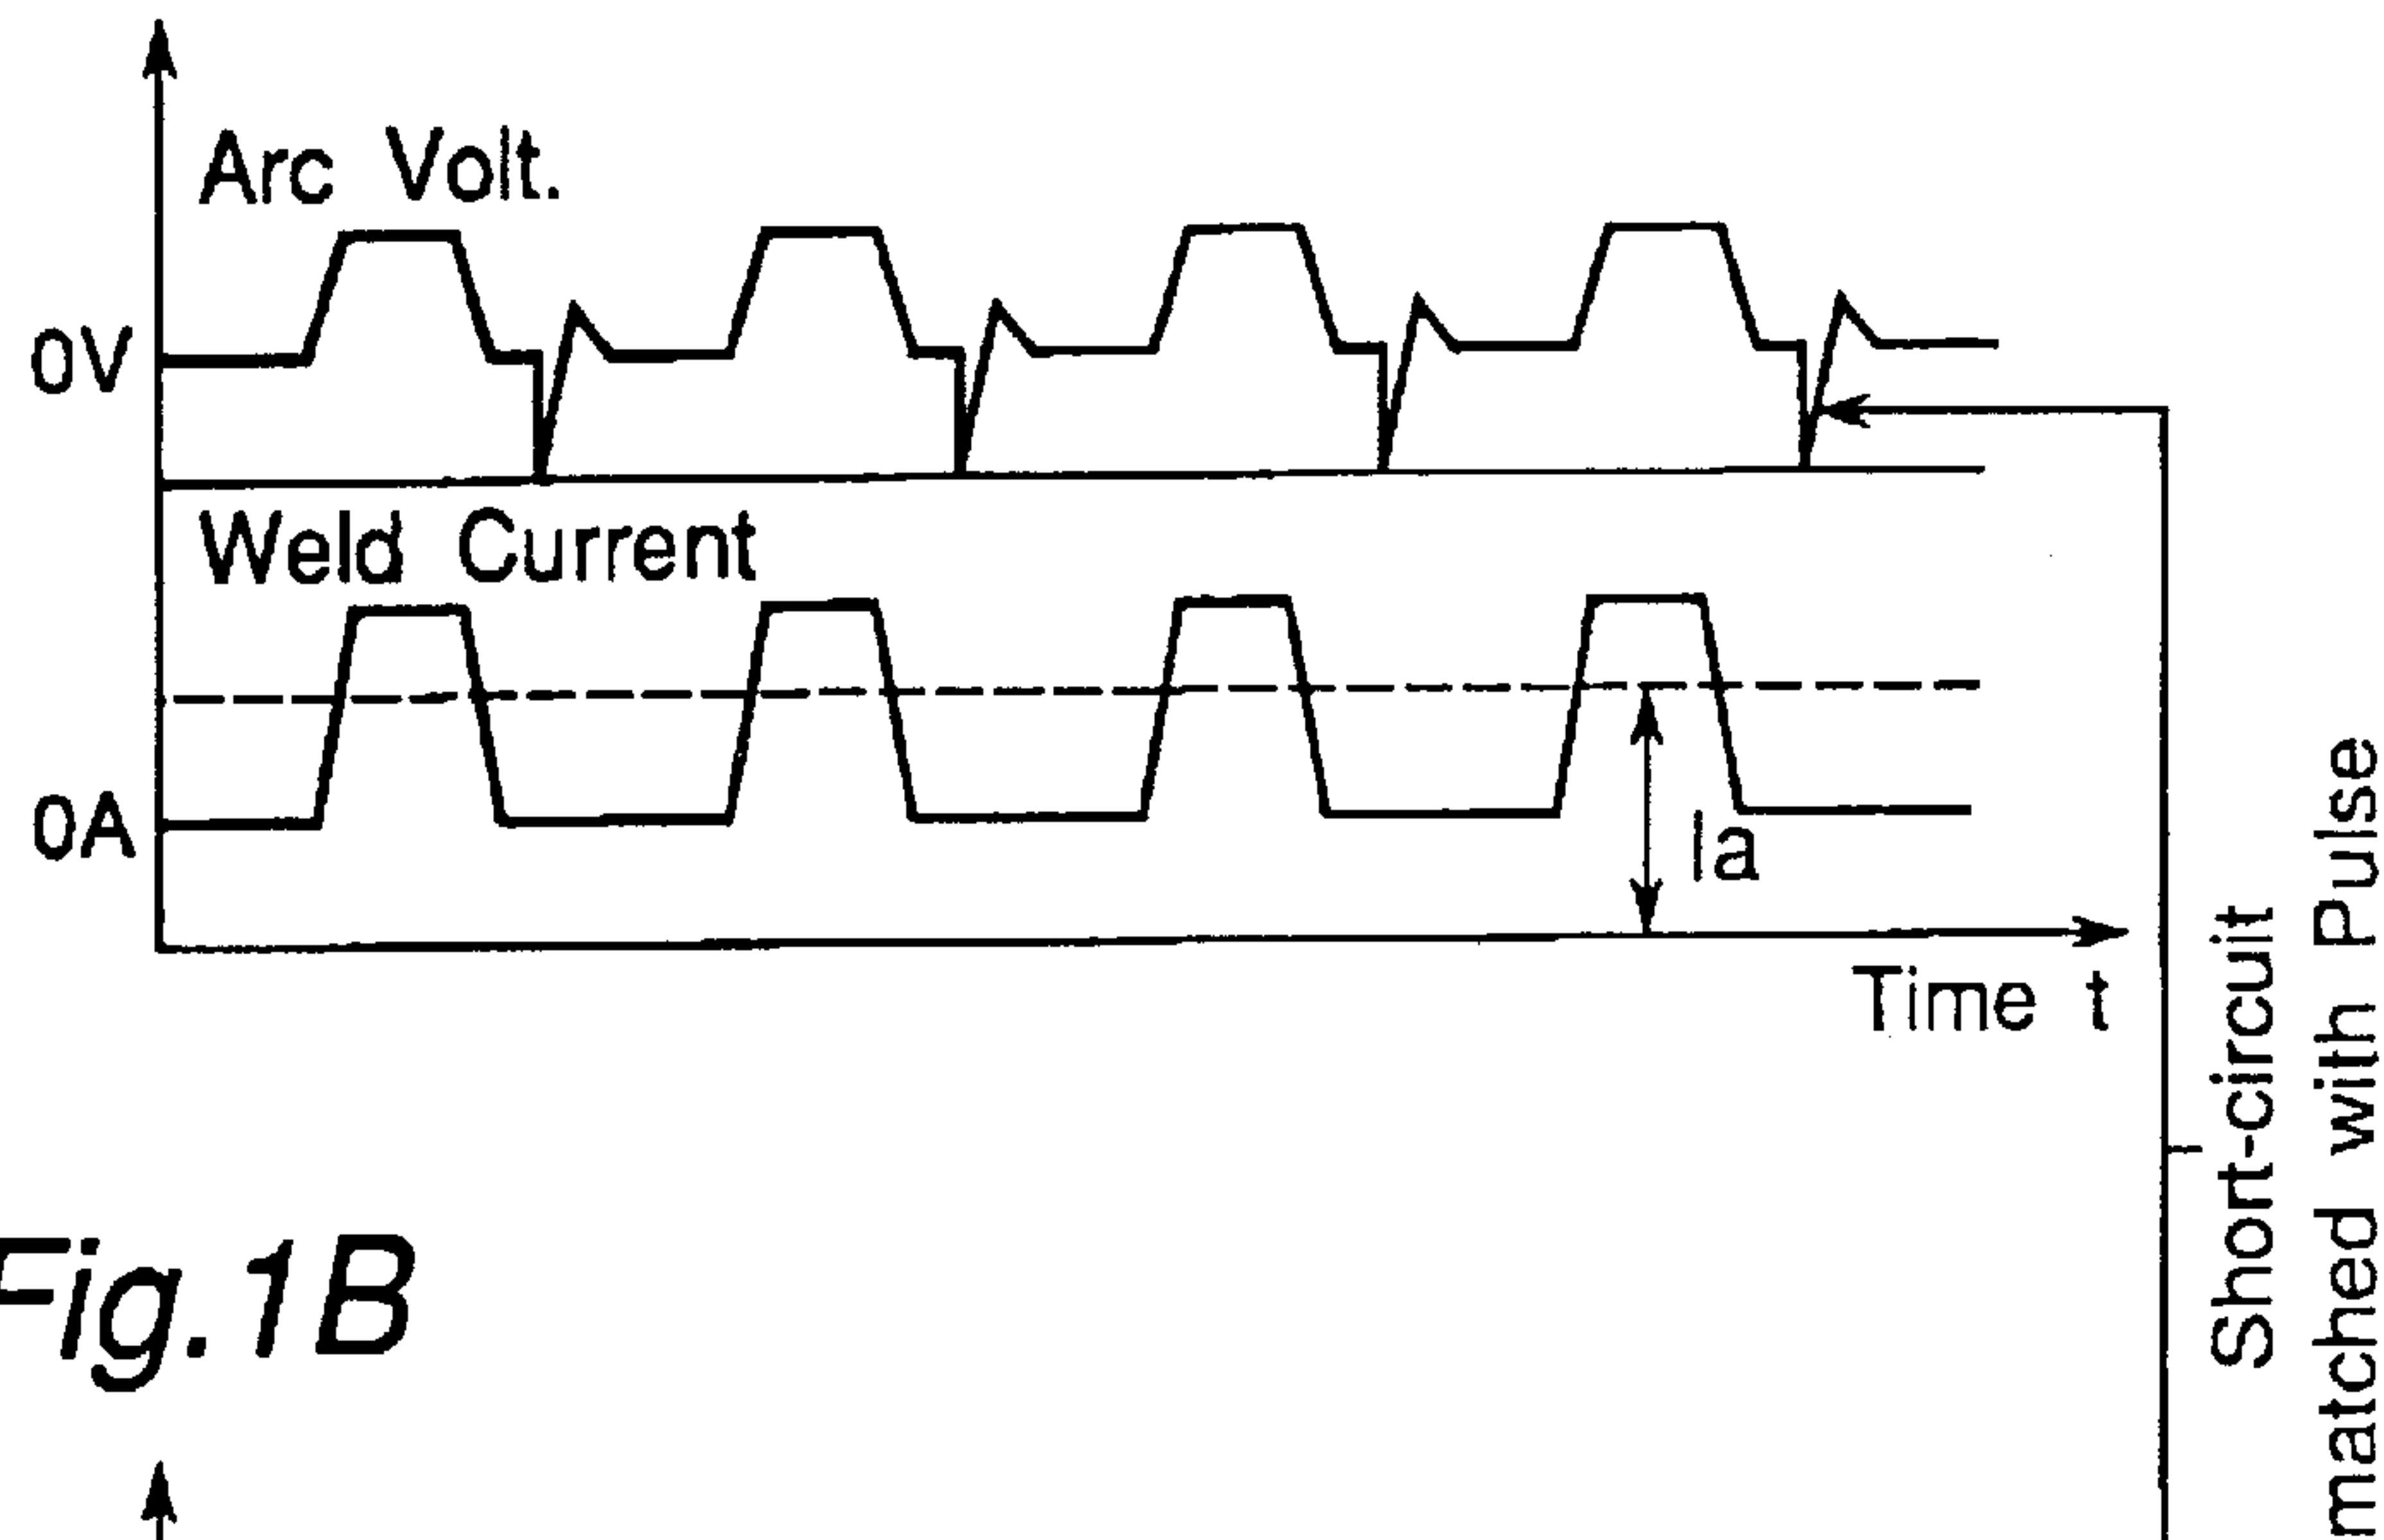 Arc Volt.
0V
Weld Current
0A
Ia
Time t
Short-circuit
matched with Pulse
Fig.1B